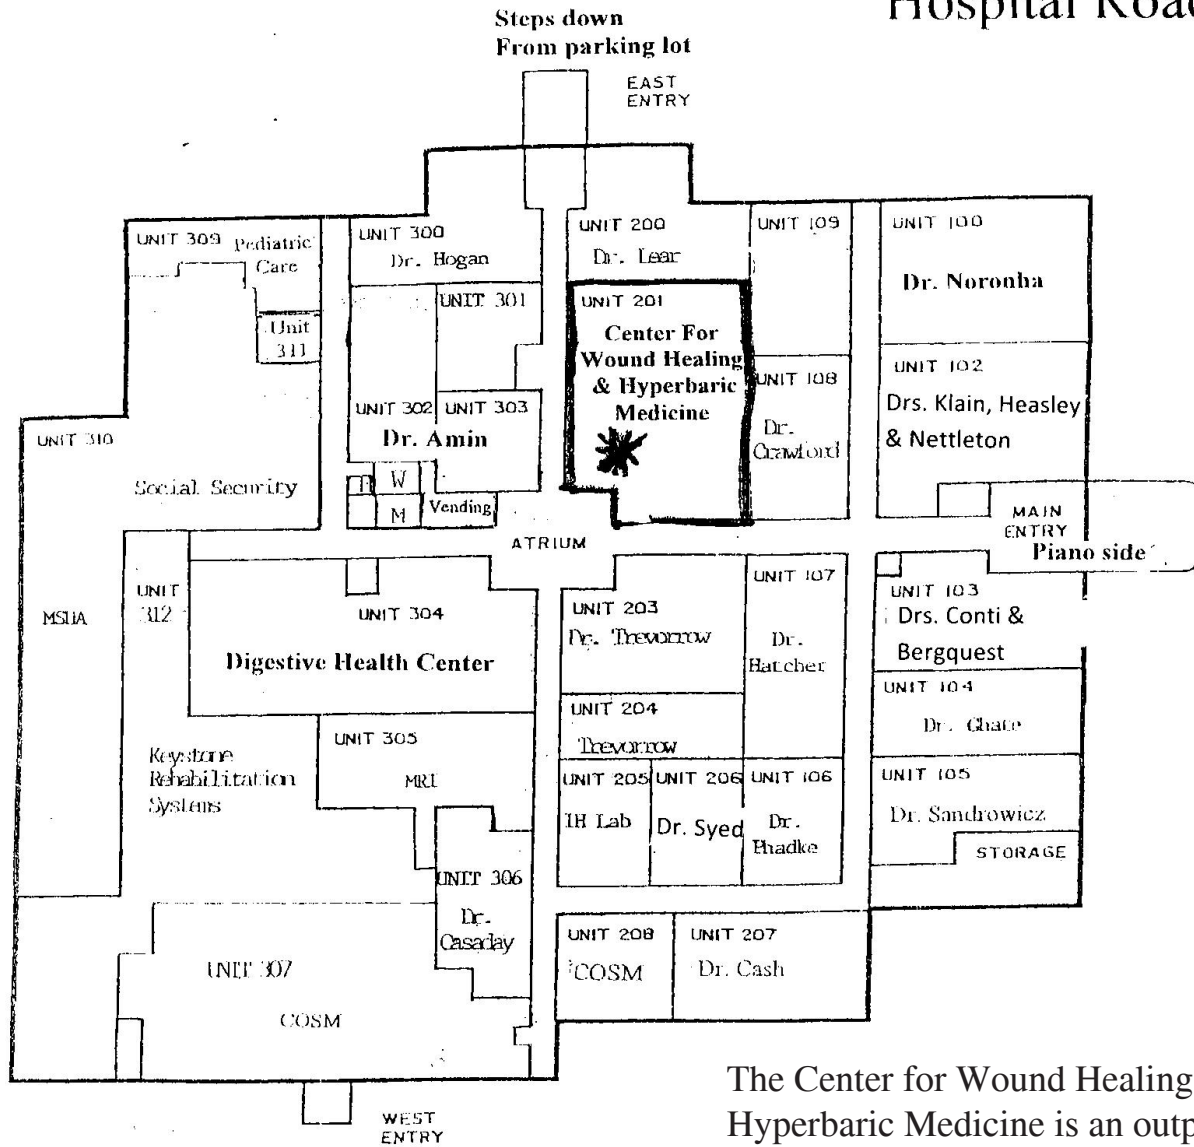 Hospital Road
Steps down
From parking lot
EAST
ENTRY
UNIT 309 Pediatric
Care
Unit
311
UNIT 300
Dr. Hogan
UNIT 301
UNIT 302
UNIT 303
Dr. Amin
W
M
Vending
UNIT 200
Dr. Lear
UNIT 201
Center For
Wound Healing
& Hyperbaric
Medicine
UNIT 109
UNIT 108
Dr.
Crawford
UNIT 100
Dr. Noronha
UNIT 102
Drs. Klain, Heasley
& Nettleton
UNIT 310
Social Security
ATRIUM
MAIN
ENTRY
Piano side
MSHA
UNIT
312
UNIT 304
Digestive Health Center
UNIT 203
Dr. Trevorrow
UNIT 107
Dr.
Hatcher
UNIT 103
Drs. Conti &
Bergquest
UNIT 104
Dr. Ghate
UNIT 204
Trevorrow
UNIT 305
MRI
Keystone
Rehabilitation
Systems
UNIT 205
IH Lab
UNIT 206
Dr. Syed
UNIT 106
Dr.
Phadke
UNIT 105
Dr. Sandrowicz
STORAGE
UNIT 306
Dr.
Casaday
UNIT 307
COSM
UNIT 208
COSM
UNIT 207
Dr. Cash
WEST
ENTRY
The Center for Wound Healing
Hyperbaric Medicine is an outp